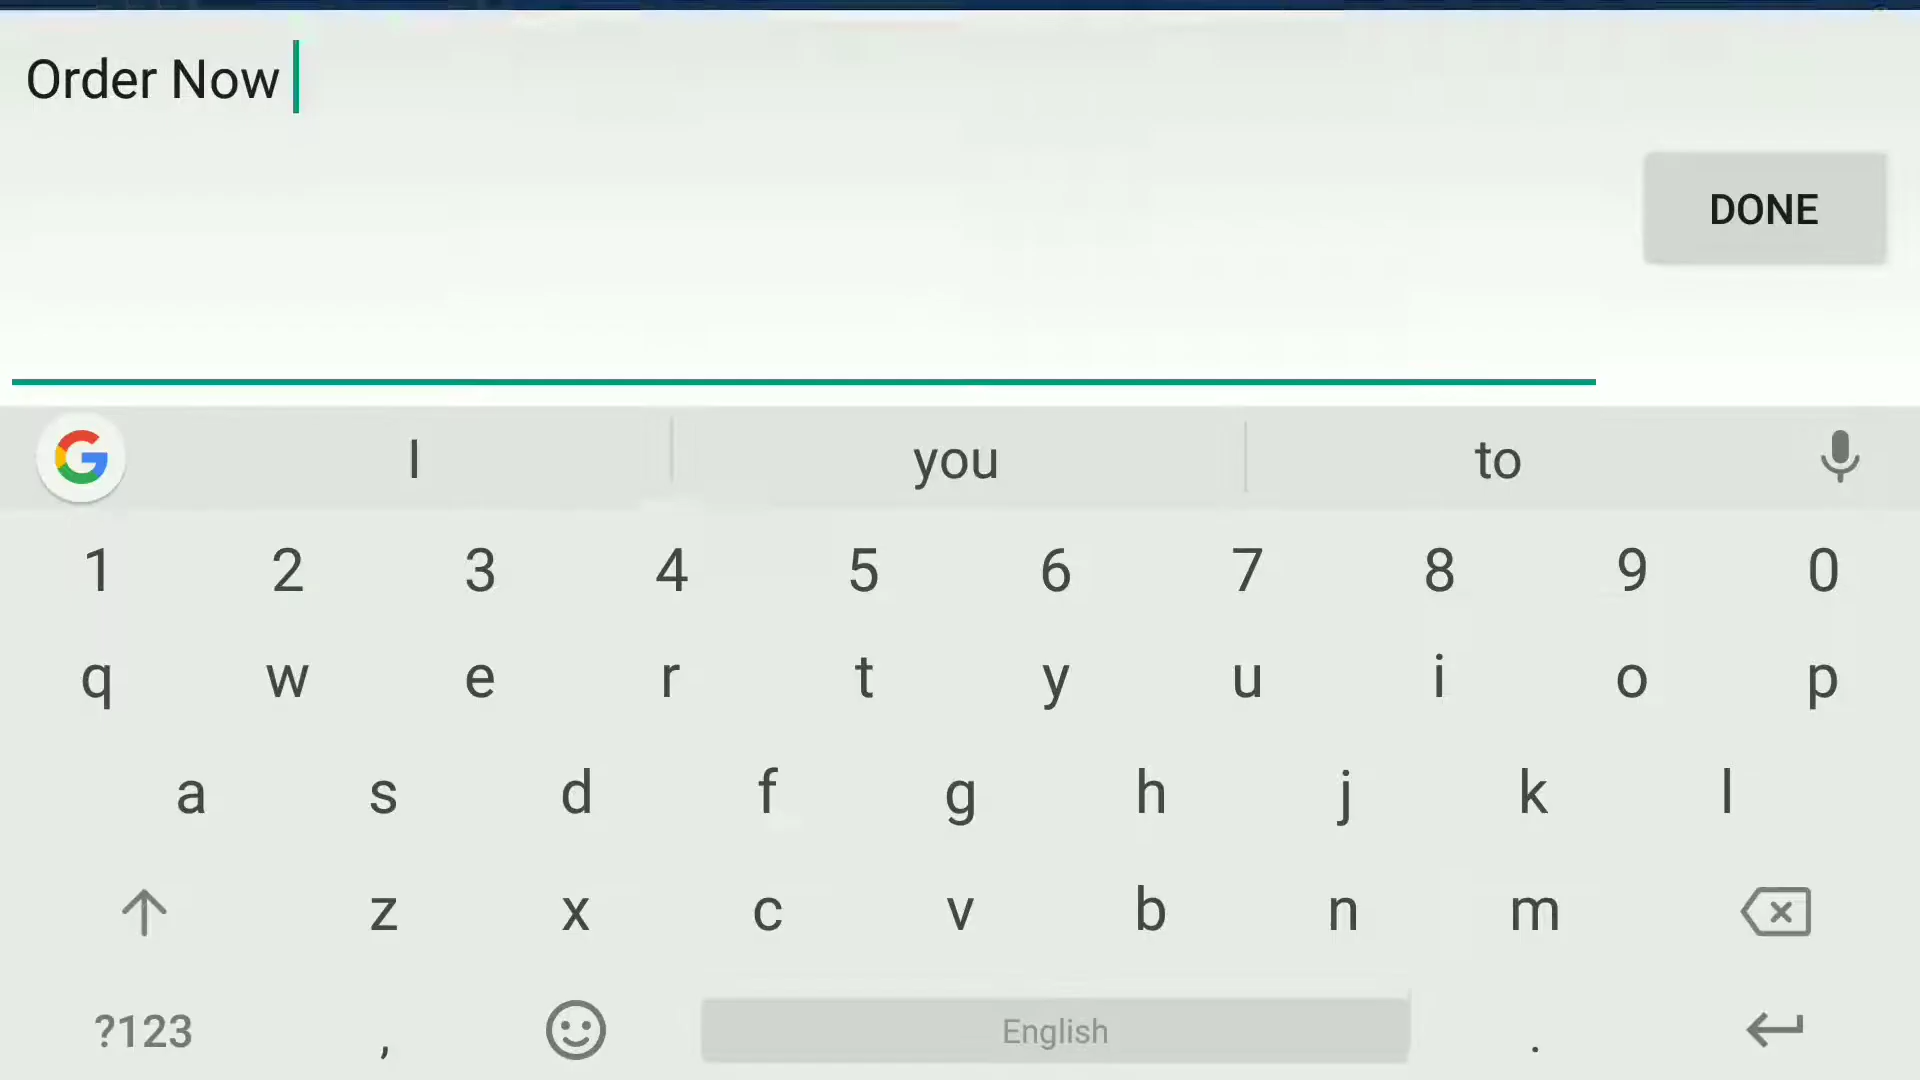 Order Now
DONE
I you to
1 2 3 4 5 6 7 8 9 0
q w e r t y u i o p
a s d f g h j k l
z x c v b n m
?123 , English .